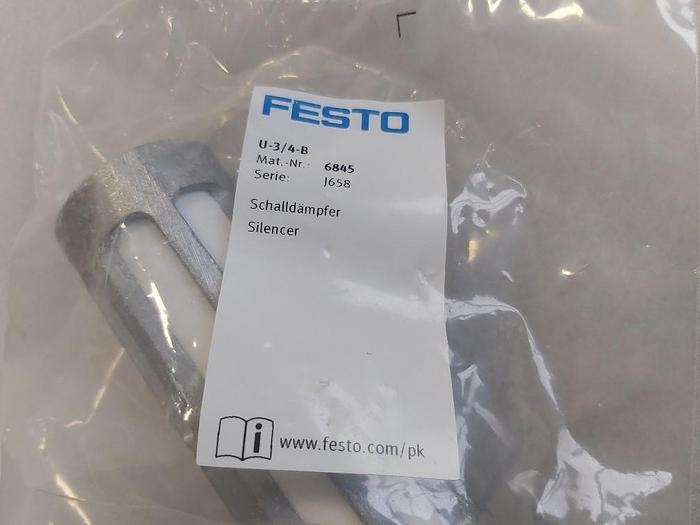 FESTO
U-3/4-B
Mat.-Nr.: 6845
Serie: J658
Schalldämpfer
Silencer
i www.festo.com/pk